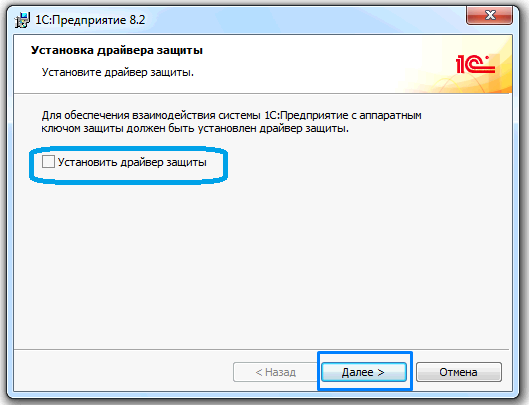 1С:Предприятие 8.2
Установка драйвера защиты
Установите драйвер защиты.
1С
Для обеспечения взаимодействия системы 1С:Предприятие с аппаратным
ключом защиты должен быть установлен драйвер защиты.
Установить драйвер защиты
< Назад
Далее >
Отмена